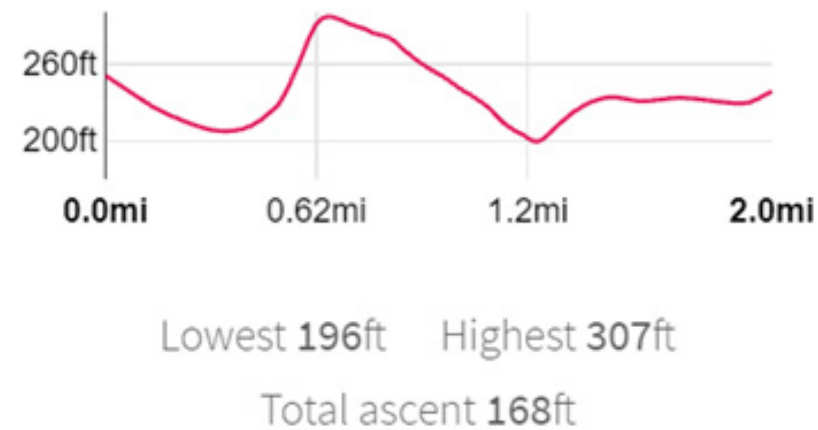 260ft
200ft
0.0mi 0.62mi 1.2mi 2.0mi
Lowest 196ft Highest 307ft
Total ascent 168ft